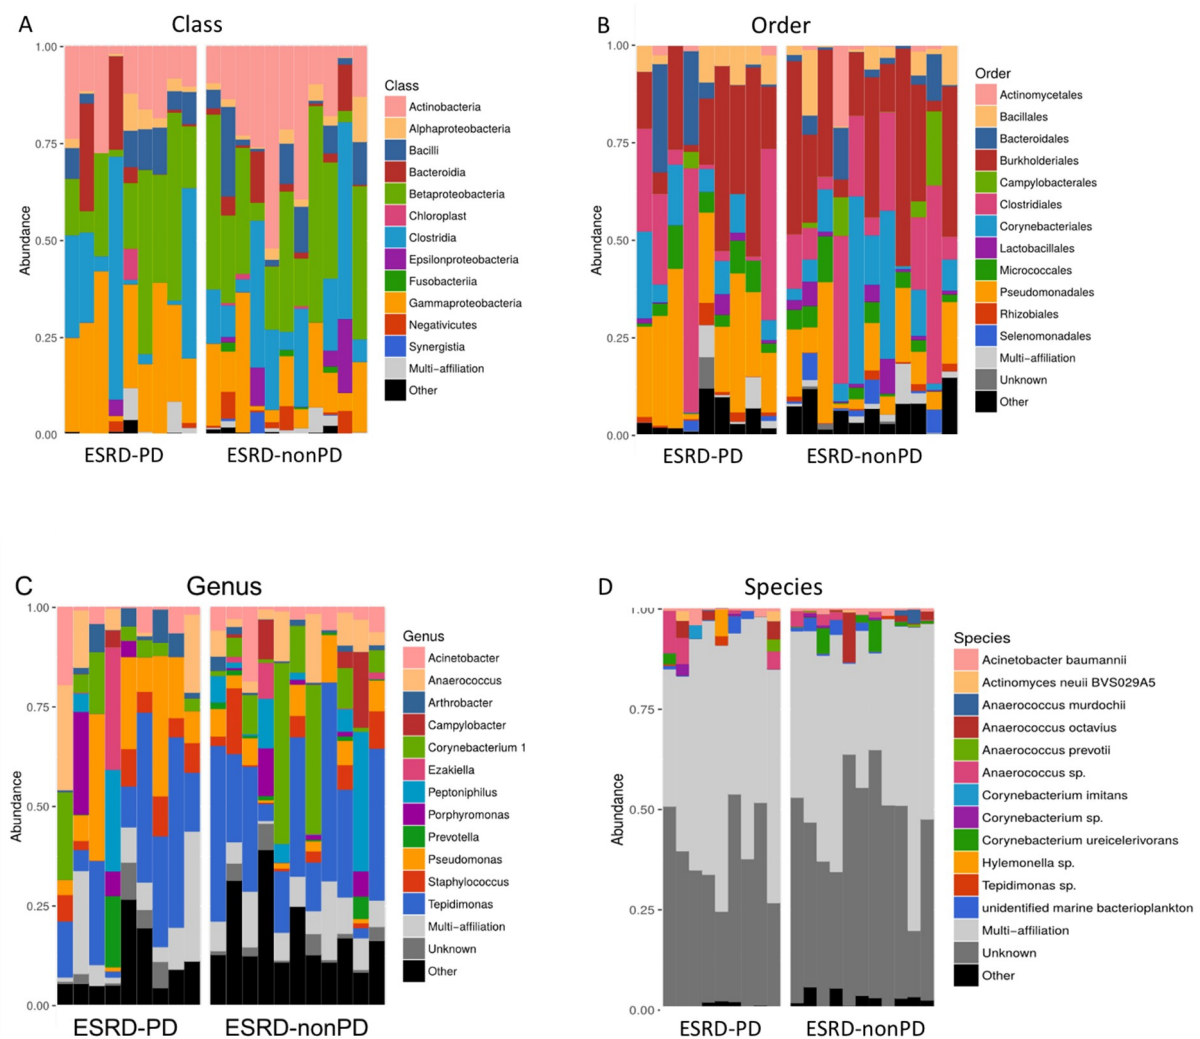 A
Class
1.00
0.75
0.50
0.25
0.00
Abundance
ESRD-PD
ESRD-nonPD
Class
Actinobacteria
Alphaproteobacteria
Bacilli
Bacteroidia
Betaproteobacteria
Chloroplast
Clostridia
Epsilonproteobacteria
Fusobacteriia
Gammaproteobacteria
Negativicutes
Synergistia
Multi-affiliation
Other
B
Order
1.00
0.75
0.50
0.25
0.00
Abundance
ESRD-PD
ESRD-nonPD
Order
Actinomycetales
Bacillales
Bacteroidales
Burkholderiales
Campylobacterales
Clostridiales
Corynebacteriales
Lactobacillales
Micrococcales
Pseudomonadales
Rhizobiales
Selenomonadales
Multi-affiliation
Unknown
Other
C
Genus
1.00
0.75
0.50
0.25
0.00
Abundance
ESRD-PD
ESRD-nonPD
Genus
Acinetobacter
Anaerococcus
Arthrobacter
Campylobacter
Corynebacterium 1
Ezakiella
Peptoniphilus
Porphyromonas
Prevotella
Pseudomonas
Staphylococcus
Tepidimonas
Multi-affiliation
Unknown
Other
D
Species
1.00
0.75
0.50
0.25
0.00
Abundance
ESRD-PD
ESRD-nonPD
Species
Acinetobacter baumannii
Actinomyces neuii BVS029A5
Anaerococcus murdochii
Anaerococcus octavius
Anaerococcus prevotii
Anaerococcus sp.
Corynebacterium imitans
Corynebacterium sp.
Corynebacterium ureicelerivorans
Hylemonella sp.
Tepidimonas sp.
unidentified marine bacterioplankton
Multi-affiliation
Unknown
Other